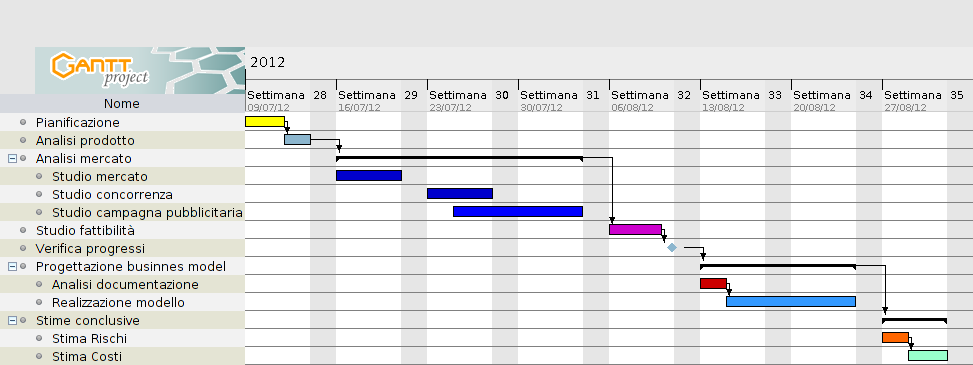 GANTT
project
2012
Settimana 28 Settimana 29 Settimana 30 Settimana 31 Settimana 32 Settimana 33 Settimana 34 Settimana 35
09/07/12 16/07/12 23/07/12 30/07/12 06/08/12 13/08/12 20/08/12 27/08/12
Nome
Pianificazione
Analisi prodotto
Analisi mercato
Studio mercato
Studio concorrenza
Studio campagna pubblicitaria
Studio fattibilità
Verifica progressi
Progettazione businnes model
Analisi documentazione
Realizzazione modello
Stime conclusive
Stima Rischi
Stima Costi